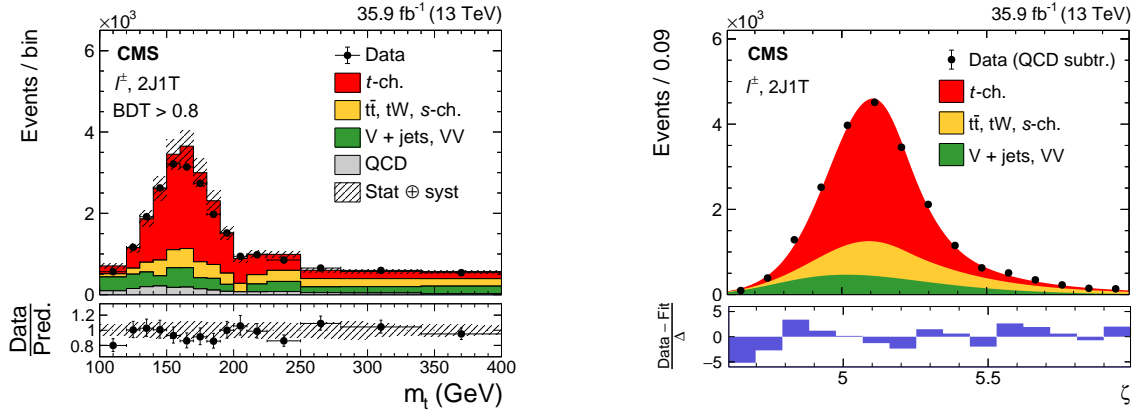 ×10³
35.9 fb⁻¹ (13 TeV)
Events / bin
CMS
l±, 2J1T
BDT > 0.8
Data
t-ch.
tt̄, tW, s-ch.
V + jets, VV
QCD
Stat ⊕ syst
6
4
2
0
Data
Pred.
1.2
1
0.8
100 150 200 250 300 350 400
m_t (GeV)
×10³
35.9 fb⁻¹ (13 TeV)
Events / 0.09
CMS
l±, 2J1T
Data (QCD subtr.)
t-ch.
tt̄, tW, s-ch.
V + jets, VV
6
4
2
0
Data − Fit
Δ
5
0
−5
5 5.5
ζ